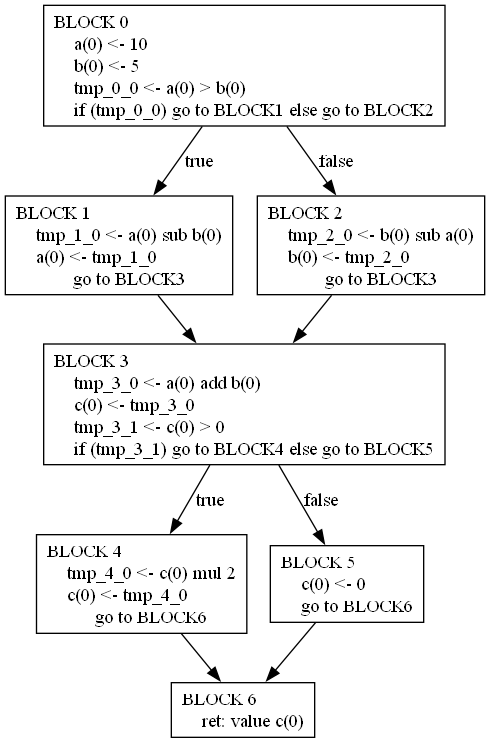 BLOCK 0
a(0) <- 10
b(0) <- 5
tmp_0_0 <- a(0) > b(0)
if (tmp_0_0) go to BLOCK1 else go to BLOCK2
true
false
BLOCK 1
tmp_1_0 <- a(0) sub b(0)
a(0) <- tmp_1_0
go to BLOCK3
BLOCK 2
tmp_2_0 <- b(0) sub a(0)
b(0) <- tmp_2_0
go to BLOCK3
BLOCK 3
tmp_3_0 <- a(0) add b(0)
c(0) <- tmp_3_0
tmp_3_1 <- c(0) > 0
if (tmp_3_1) go to BLOCK4 else go to BLOCK5
true
false
BLOCK 4
tmp_4_0 <- c(0) mul 2
c(0) <- tmp_4_0
go to BLOCK6
BLOCK 5
c(0) <- 0
go to BLOCK6
BLOCK 6
ret: value c(0)